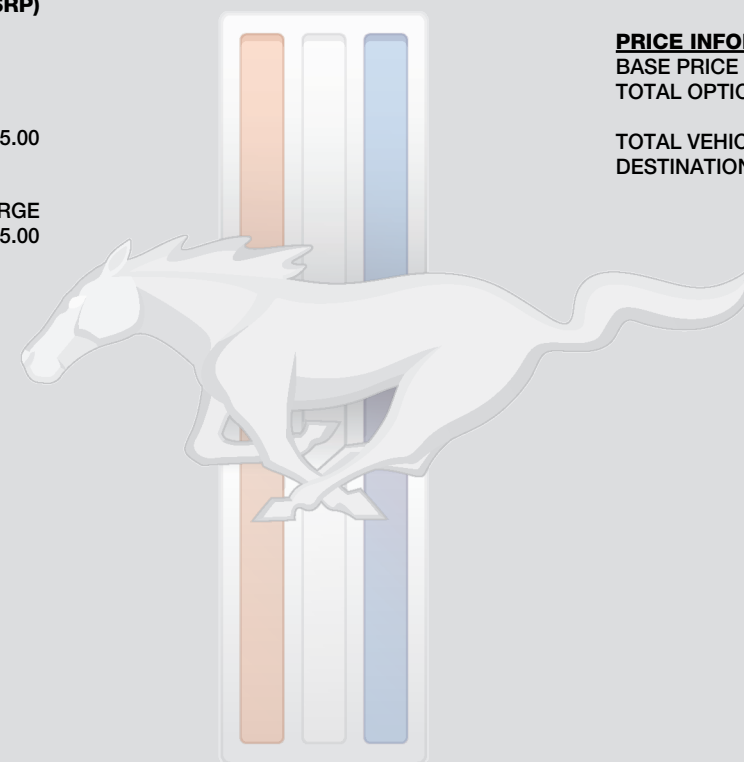 SRP)
5.00
RGE
5.00
PRICE INFO
BASE PRICE
TOTAL OPTIO
TOTAL VEHIC
DESTINATION